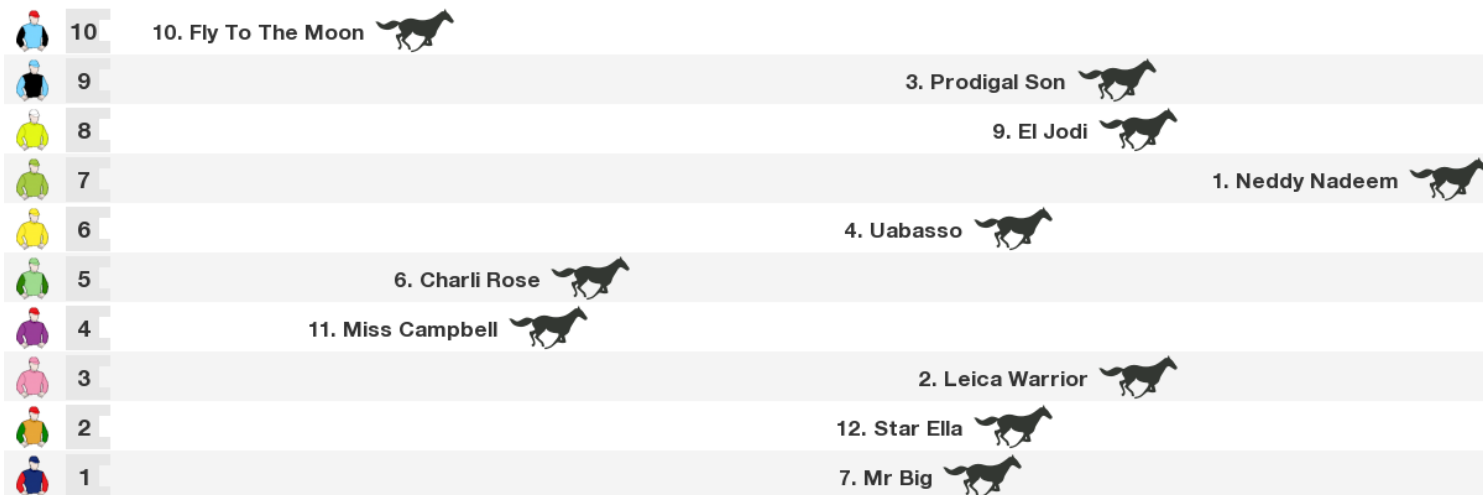 10 10. Fly To The Moon
9 3. Prodigal Son
8 9. El Jodi
7 1. Neddy Nadeem
6 4. Uabasso
5 6. Charli Rose
4 11. Miss Campbell
3 2. Leica Warrior
2 12. Star Ella
1 7. Mr Big